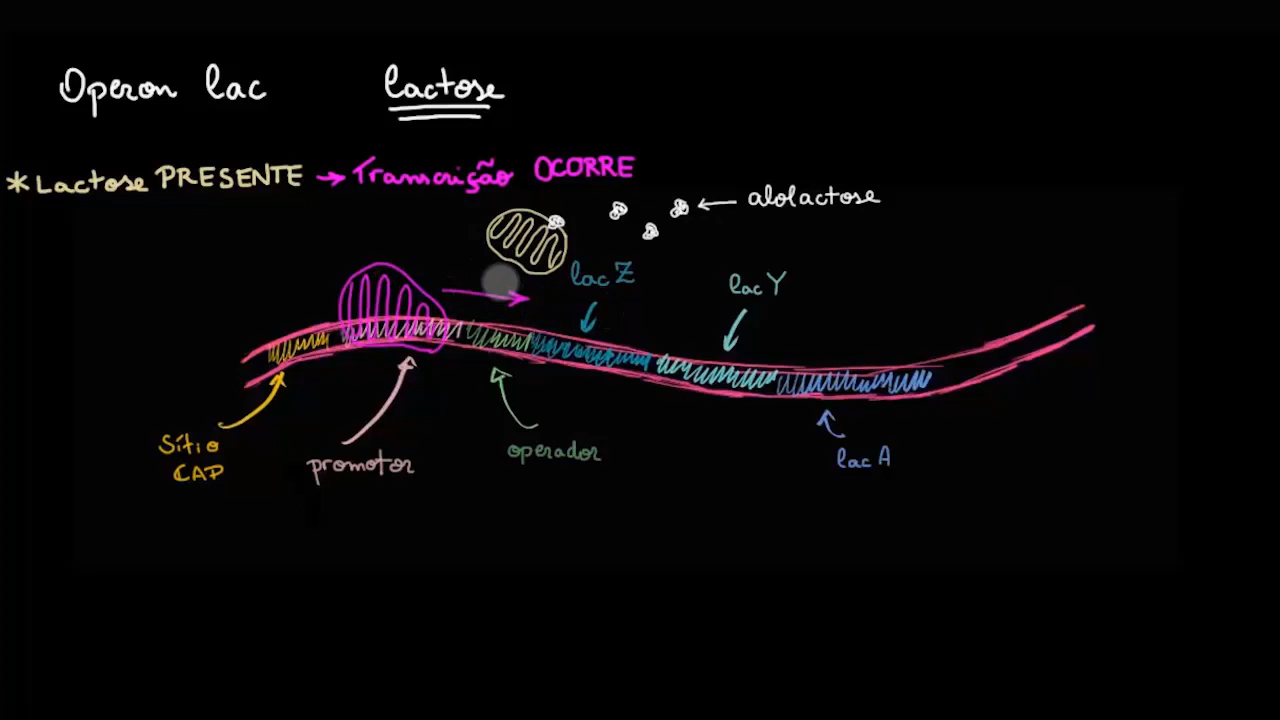 Operon lac lactose
*Lactose PRESENTE → Transcrição OCORRE
alolactose
lac Z
lac Y
Sítio
CAP
promotor
operador
lac A